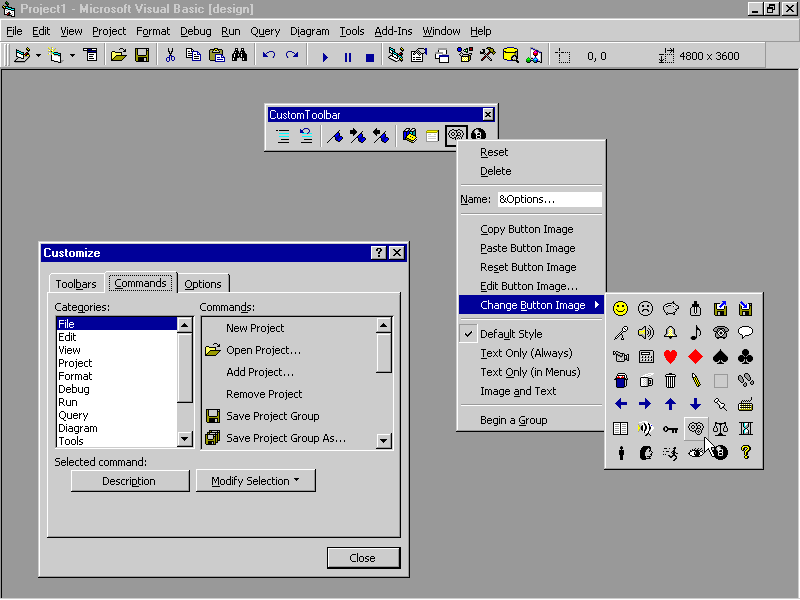 Project1 - Microsoft Visual Basic [design]
File Edit View Project Format Debug Run Query Diagram Tools Add-Ins Window Help
0, 0 4800 x 3600
CustomToolbar
Reset
Delete
Name: &Options...
Copy Button Image
Paste Button Image
Reset Button Image
Edit Button Image...
Change Button Image
Default Style
Text Only (Always)
Text Only (in Menus)
Image and Text
Begin a Group
Customize
Toolbars Commands Options
Categories: Commands:
File
Edit
View
Project
Format
Debug
Run
Query
Diagram
Tools
New Project
Open Project...
Add Project...
Remove Project
Save Project Group
Save Project Group As...
Selected command:
Description Modify Selection
Close